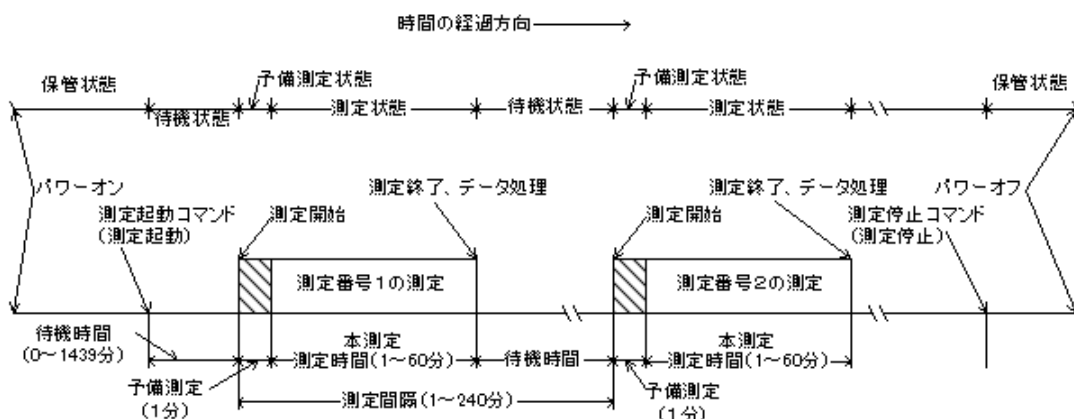 時間の経過方向
保管状態
待機状態
予備測定状態
測定状態
待機状態
予備測定状態
測定状態
保管状態
パワーオン
測定起動コマンド
(測定起動)
測定開始
測定終了、データ処理
測定開始
測定終了、データ処理
測定停止コマンド
(測定停止)
パワーオフ
測定番号1の測定
測定番号2の測定
待機時間
(0〜1439分)
予備測定
(1分)
本測定
測定時間(1〜60分)
待機時間
測定間隔(1〜240分)
予備測定
(1分)
本測定
測定時間(1〜60分)